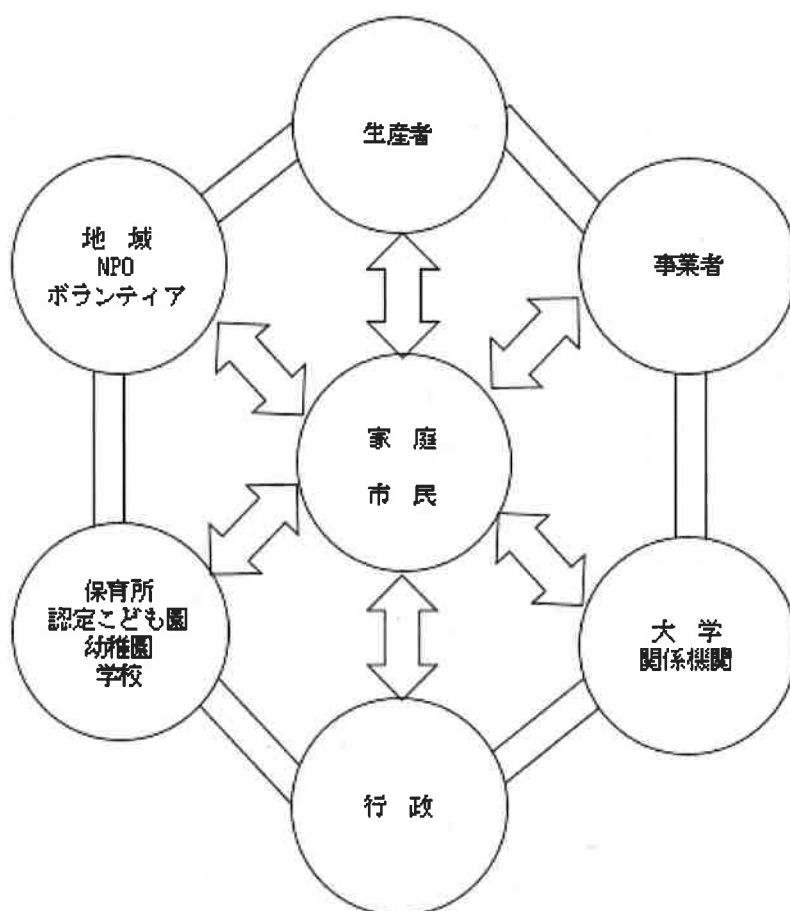 生産者
地　域
NPO
ボランティア
事業者
家　庭
市　民
保育所
認定こども園
幼稚園
学校
大　学
関係機関
行　政